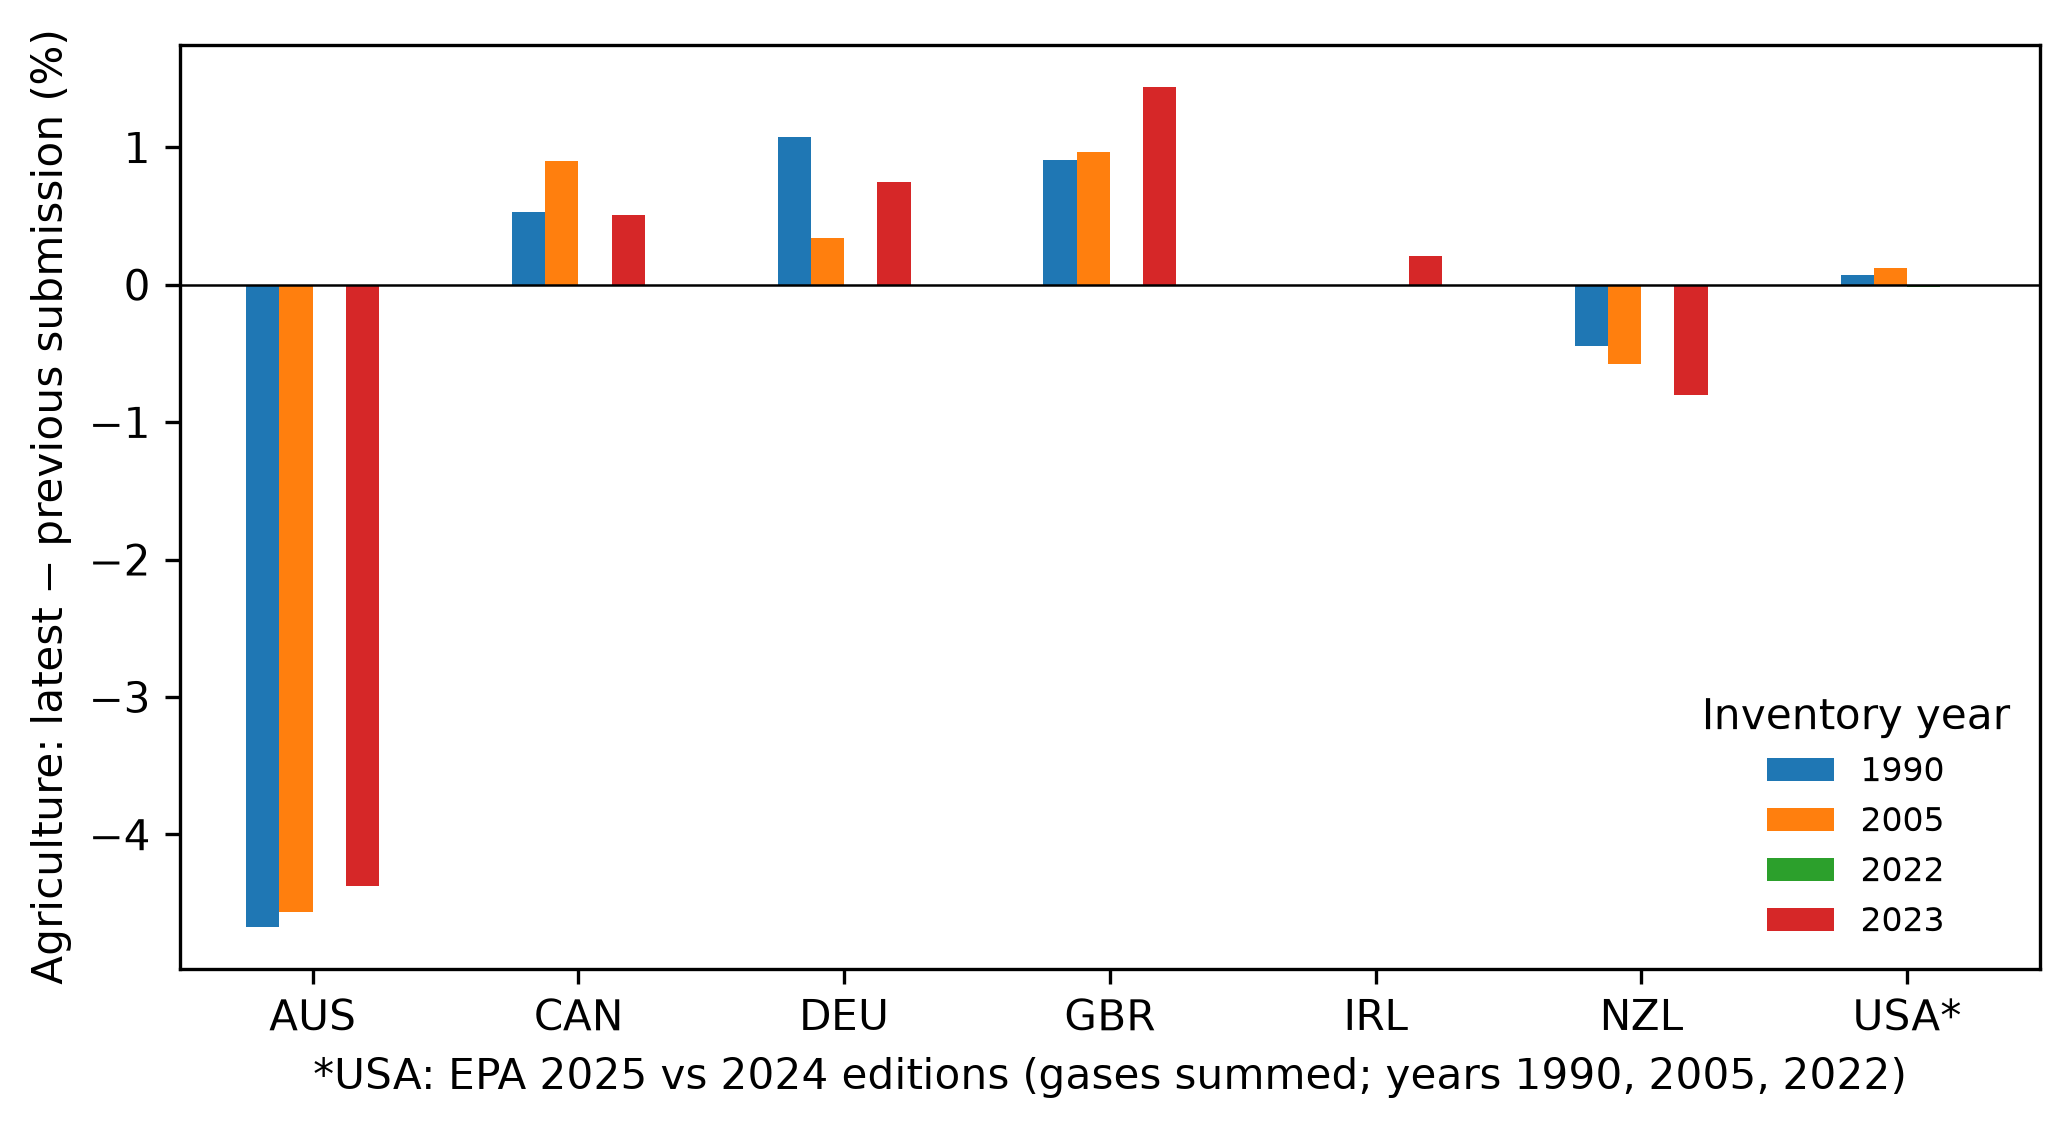 Agriculture: latest − previous submission (%)
1
0
−1
−2
−3
−4
Inventory year
1990
2005
2022
2023
AUS CAN DEU GBR IRL NZL USA*
*USA: EPA 2025 vs 2024 editions (gases summed; years 1990, 2005, 2022)